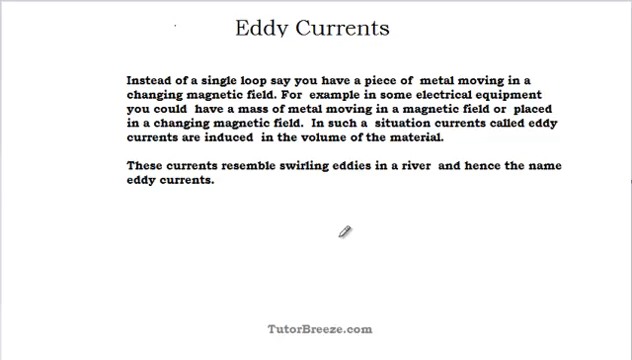 Eddy Currents
Instead of a single loop say you have a piece of metal moving in a
changing magnetic field. For example in some electrical equipment
you could have a mass of metal moving in a magnetic field or placed
in a changing magnetic field. In such a situation currents called eddy
currents are induced in the volume of the material.
These currents resemble swirling eddies in a river and hence the name
eddy currents.
TutorBreeze.com